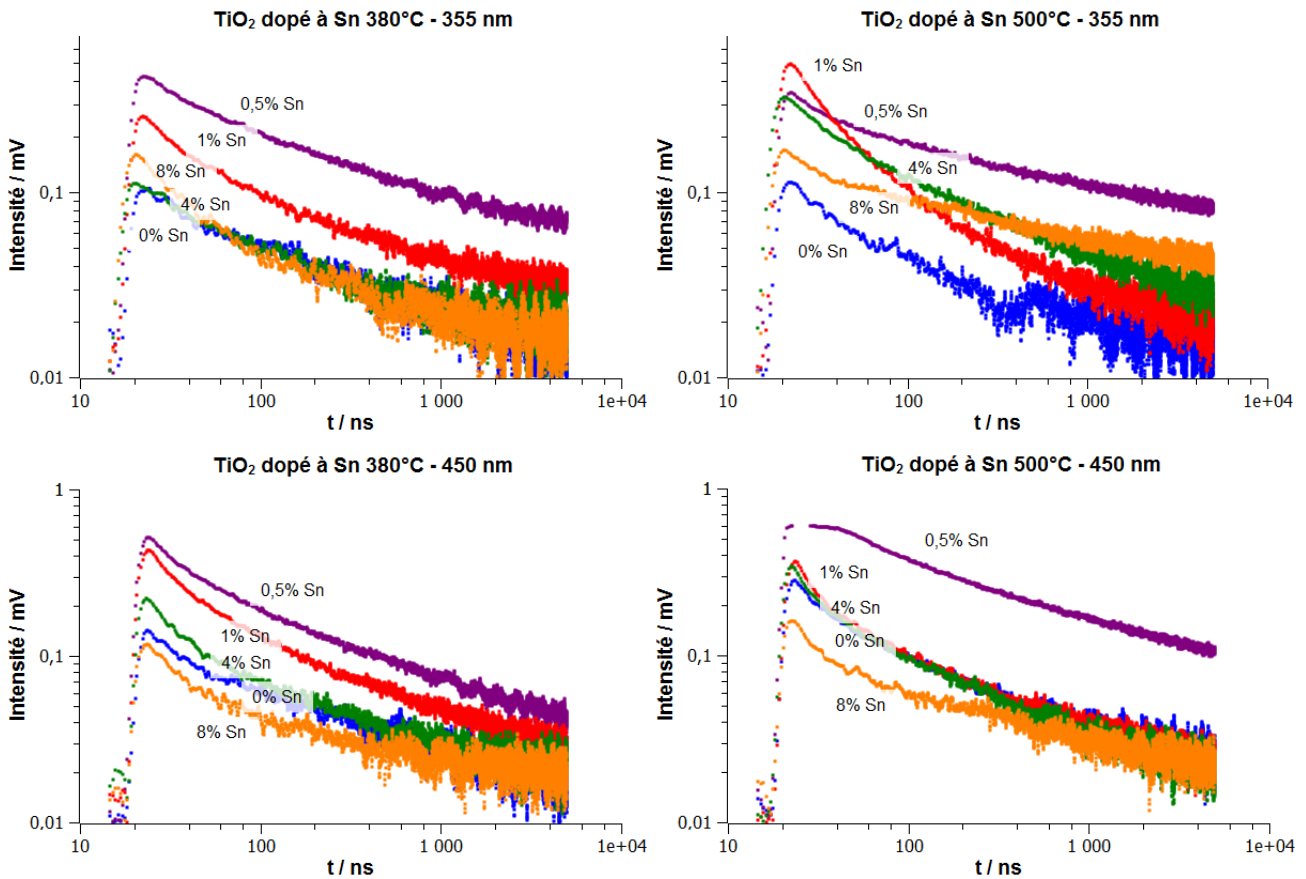 TiO₂ dopé à Sn 380°C - 355 nm
Intensité / mV
0,1
0,01
0,5% Sn
1% Sn
8% Sn
4% Sn
0% Sn
10
100
1 000
1e+04
t / ns
TiO₂ dopé à Sn 500°C - 355 nm
Intensité / mV
0,1
0,01
1% Sn
0,5% Sn
4% Sn
8% Sn
0% Sn
10
100
1 000
1e+04
t / ns
TiO₂ dopé à Sn 380°C - 450 nm
Intensité / mV
1
0,1
0,01
0,5% Sn
1% Sn
4% Sn
0% Sn
8% Sn
10
100
1 000
1e+04
t / ns
TiO₂ dopé à Sn 500°C - 450 nm
Intensité / mV
1
0,1
0,01
0,5% Sn
1% Sn
4% Sn
0% Sn
8% Sn
10
100
1 000
1e+04
t / ns